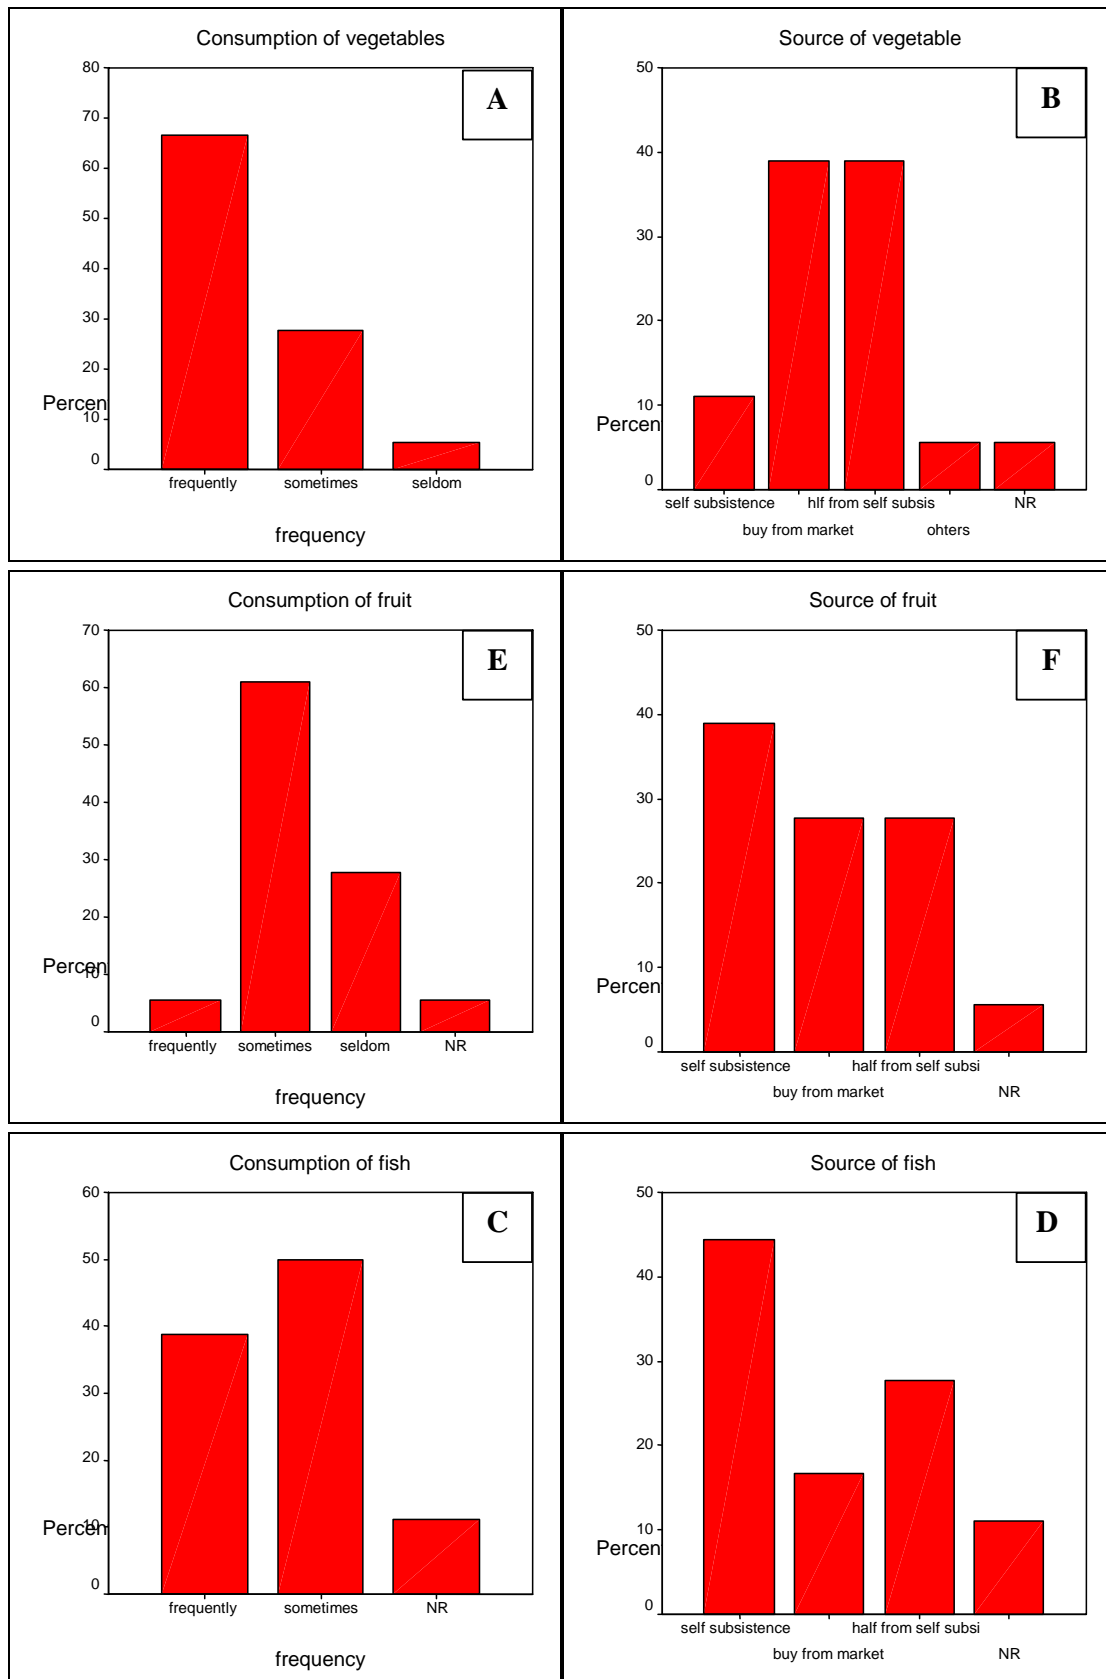 Consumption of vegetables
A
80
70
60
50
40
30
20
10
0
Percen
frequently sometimes seldom
frequency
Source of vegetable
B
50
40
30
20
10
0
Percen
self subsistence hlf from self subsis NR
buy from market ohters
Consumption of fruit
E
70
60
50
40
30
20
10
0
Percen
frequently sometimes seldom NR
frequency
Source of fruit
F
50
40
30
20
10
0
Percen
self subsistence half from self subsi
buy from market NR
Consumption of fish
C
60
50
40
30
20
10
0
Percen
frequently sometimes NR
frequency
Source of fish
D
50
40
30
20
10
0
Percen
self subsistence half from self subsi
buy from market NR